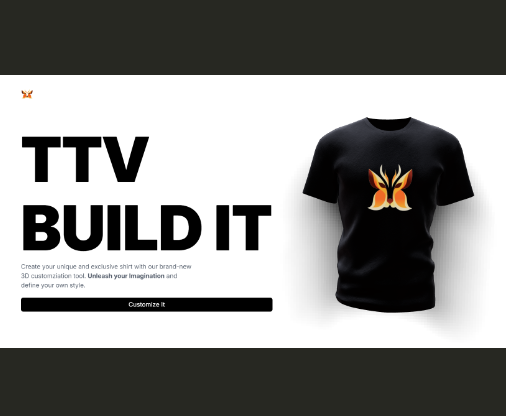 TTV
BUILD IT
Create your unique and exclusive shirt with our brand-new
3D customziation tool. Unleash your Imagination and
define your own style.
Customize It